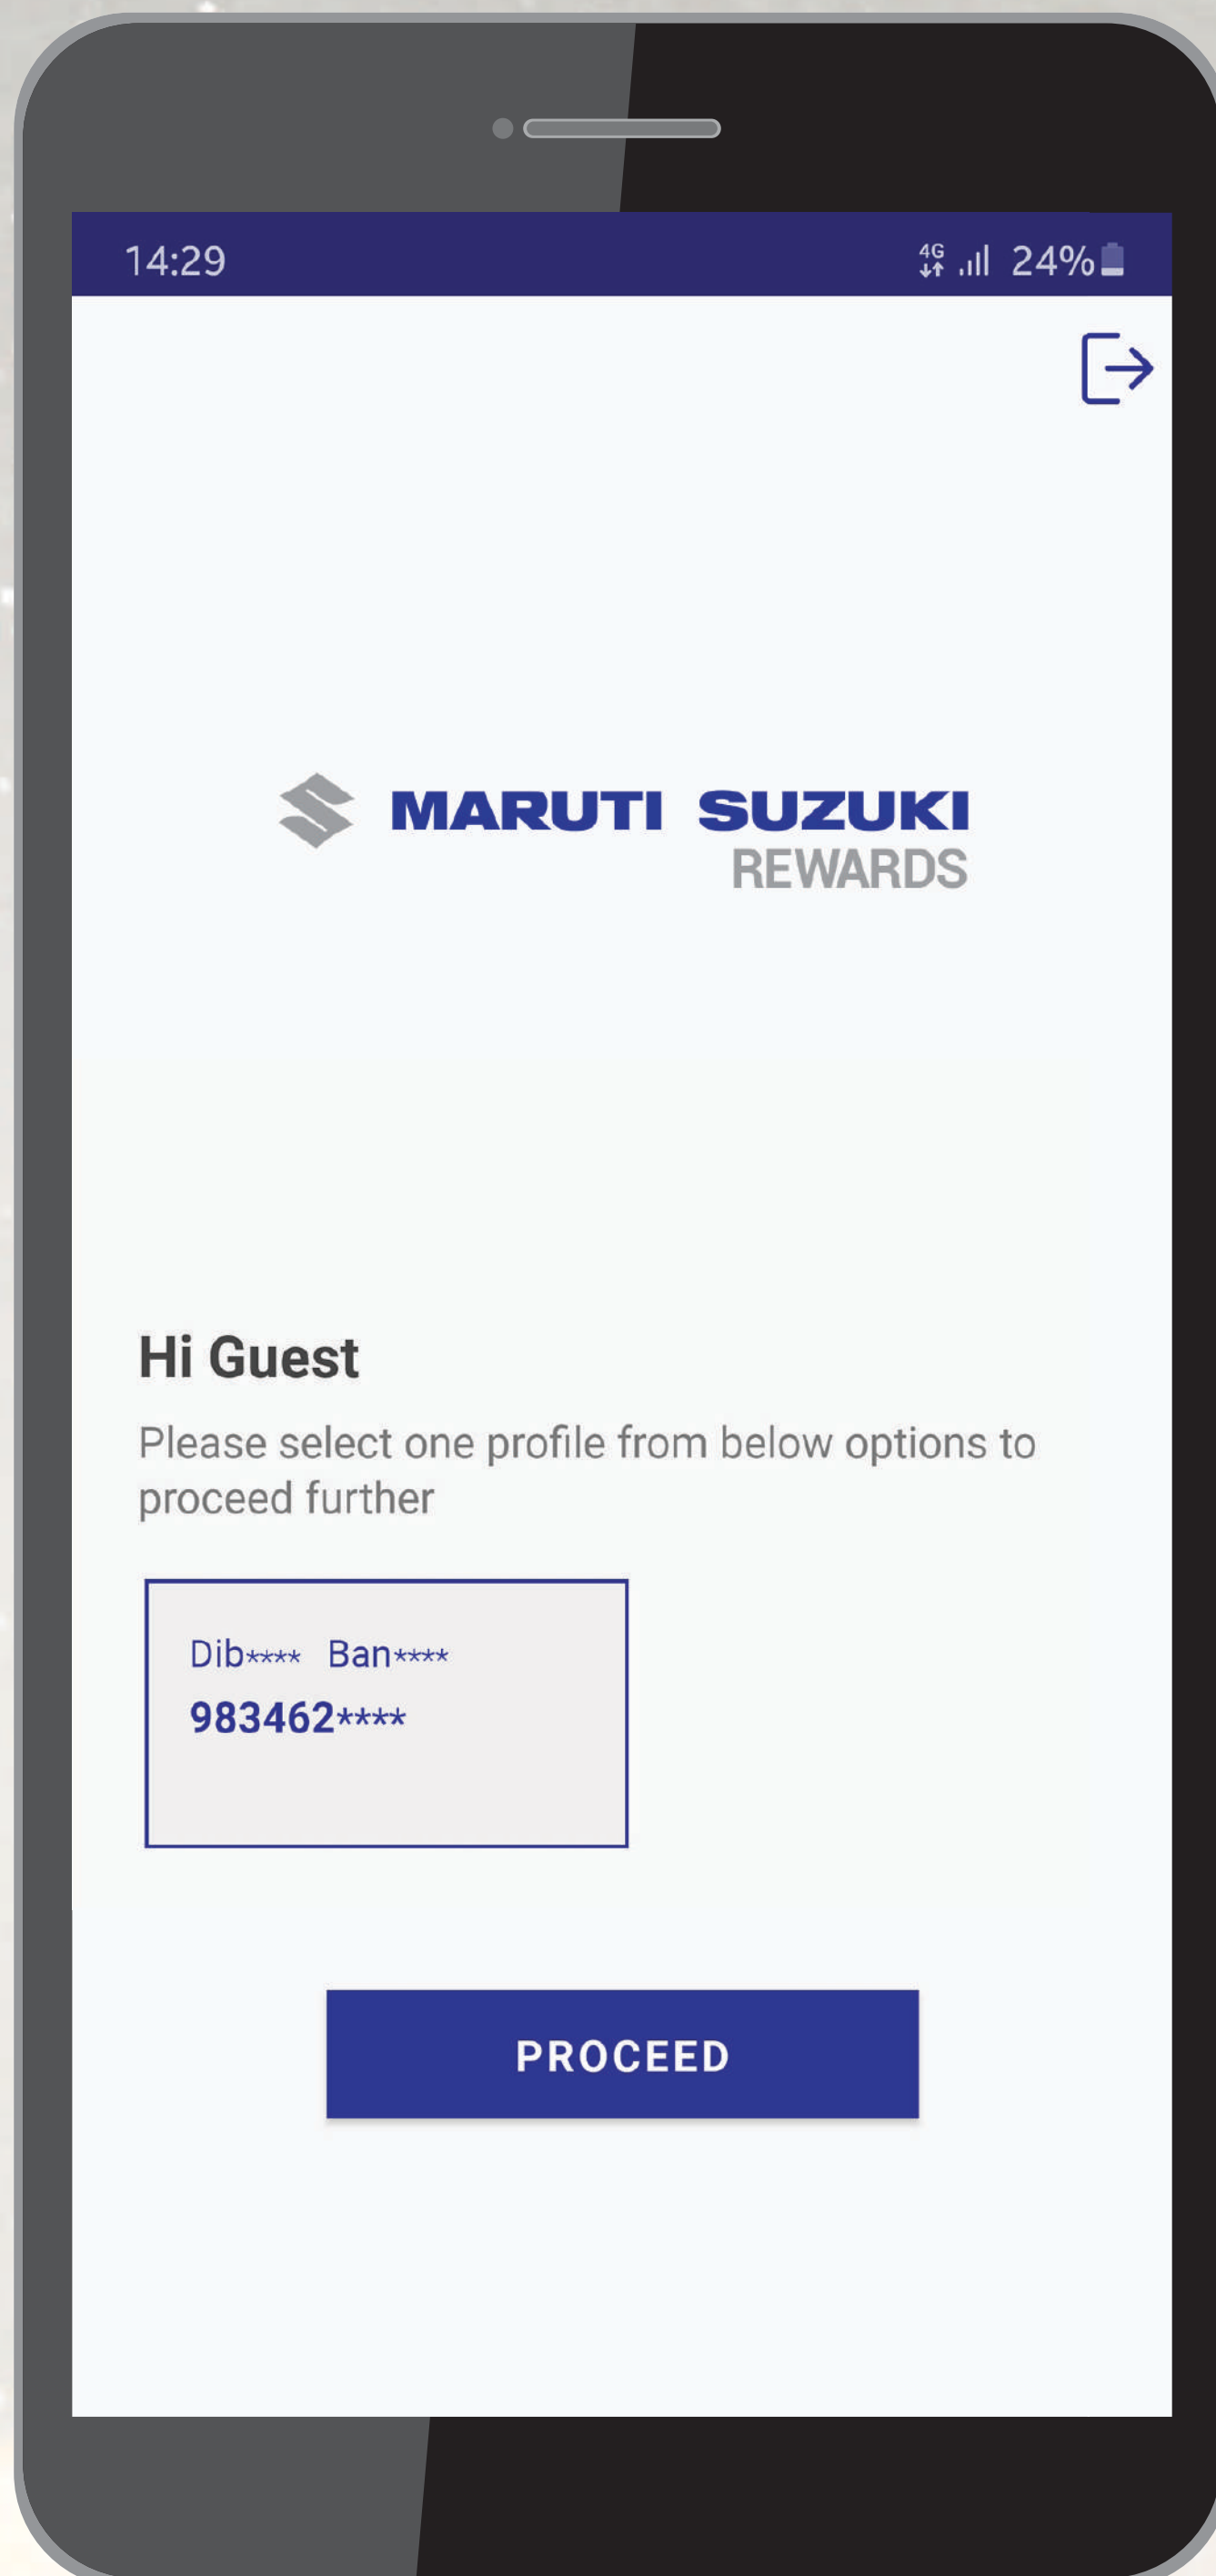 14:29 4G 24%
MARUTI SUZUKI
REWARDS
Hi Guest
Please select one profile from below options to
proceed further
Dib**** Ban****
983462****
PROCEED